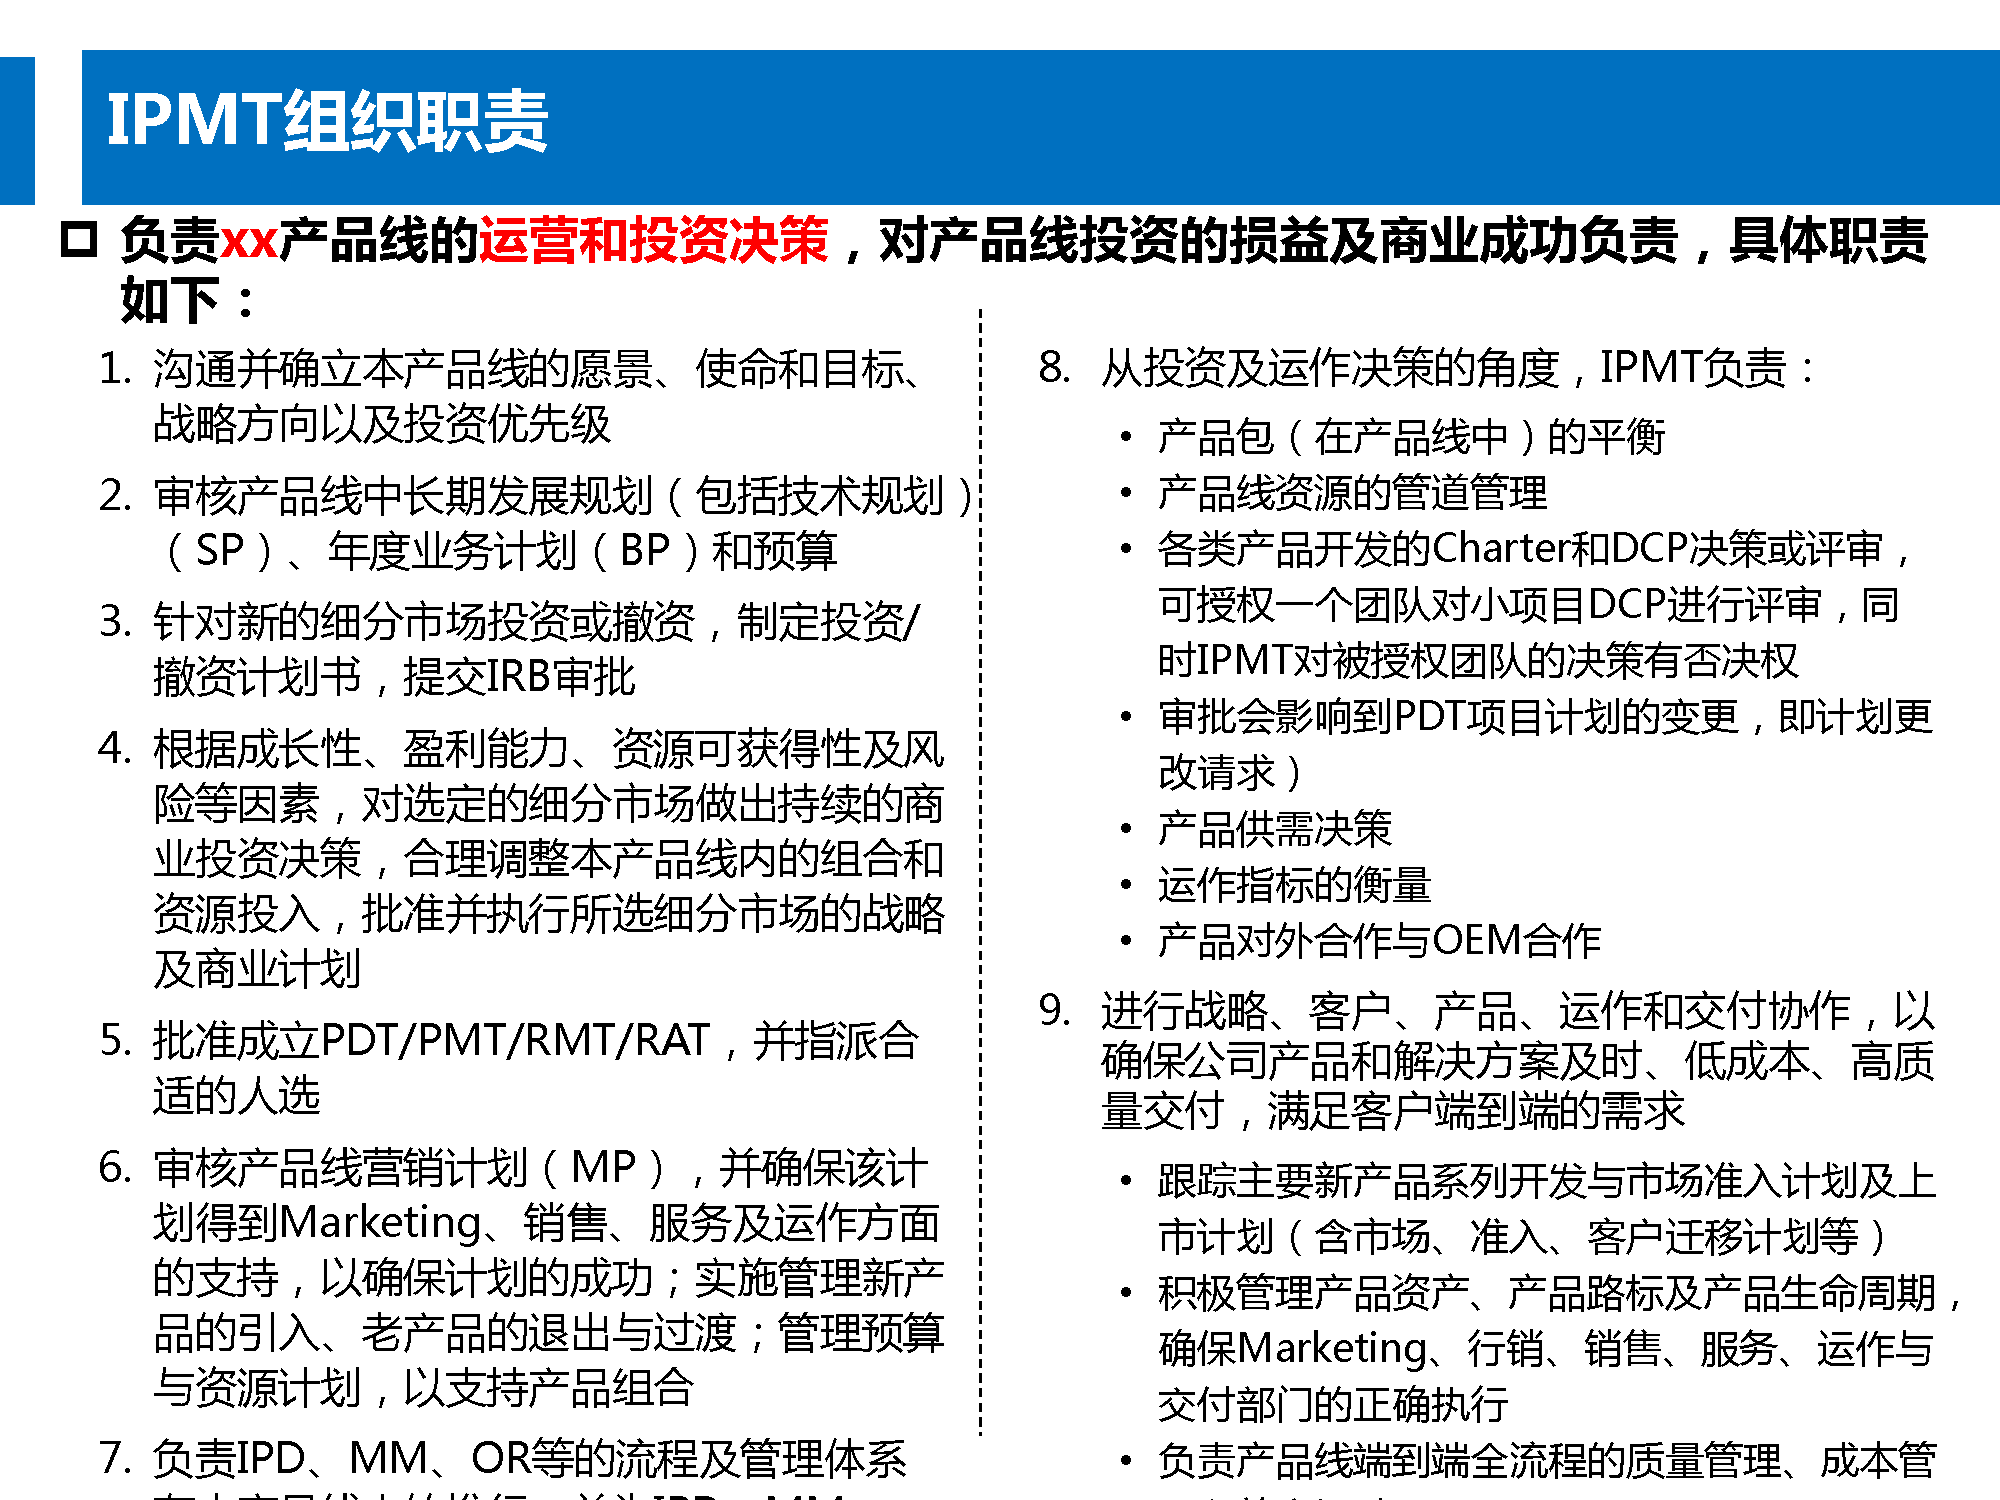 IPMT组织职责
负责xx产品线的运营和投资决策，对产品线投资的损益及商业成功负责，具体职责
如下：
1. 沟通并确立本产品线的愿景、使命和目标、
战略方向以及投资优先级
2. 审核产品线中长期发展规划（包括技术规划）
（SP）、年度业务计划（BP）和预算
3. 针对新的细分市场投资或撤资，制定投资/
撤资计划书，提交IRB审批
4. 根据成长性、盈利能力、资源可获得性及风
险等因素，对选定的细分市场做出持续的商
业投资决策，合理调整本产品线内的组合和
资源投入，批准并执行所选细分市场的战略
及商业计划
5. 批准成立PDT/PMT/RMT/RAT，并指派合
适的人选
6. 审核产品线营销计划（MP），并确保该计
划得到Marketing、销售、服务及运作方面
的支持，以确保计划的成功；实施管理新产
品的引入、老产品的退出与过渡；管理预算
与资源计划，以支持产品组合
7. 负责IPD、MM、OR等的流程及管理体系
8. 从投资及运作决策的角度，IPMT负责：
• 产品包（在产品线中）的平衡
• 产品线资源的管道管理
• 各类产品开发的Charter和DCP决策或评审，
可授权一个团队对小项目DCP进行评审，同
时IPMT对被授权团队的决策有否决权
• 审批会影响到PDT项目计划的变更，即计划更
改请求）
• 产品供需决策
• 运作指标的衡量
• 产品对外合作与OEM合作
9. 进行战略、客户、产品、运作和交付协作，以
确保公司产品和解决方案及时、低成本、高质
量交付，满足客户端到端的需求
• 跟踪主要新产品系列开发与市场准入计划及上
市计划（含市场、准入、客户迁移计划等）
• 积极管理产品资产、产品路标及产品生命周期，
确保Marketing、行销、销售、服务、运作与
交付部门的正确执行
• 负责产品线端到端全流程的质量管理、成本管